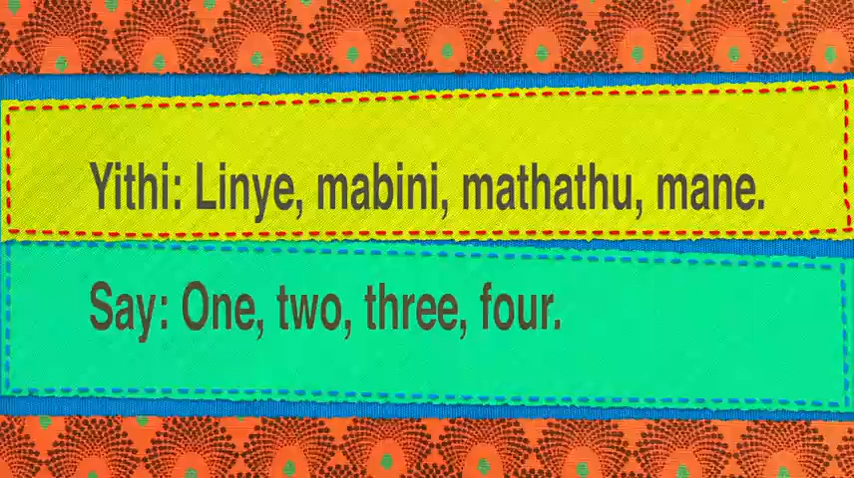 Yithi: Linye, mabini, mathathu, mane.
Say: One, two, three, four.